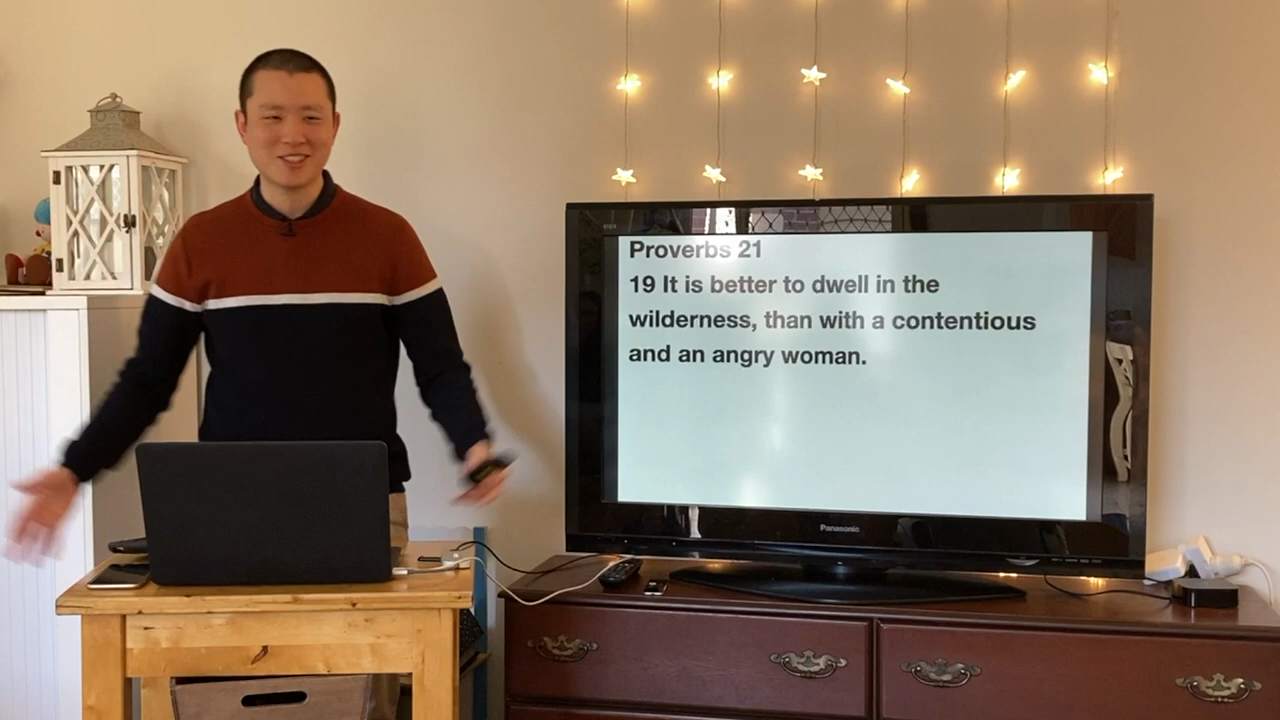 Proverbs 21
19 It is better to dwell in the
wilderness, than with a contentious
and an angry woman.
Panasonic